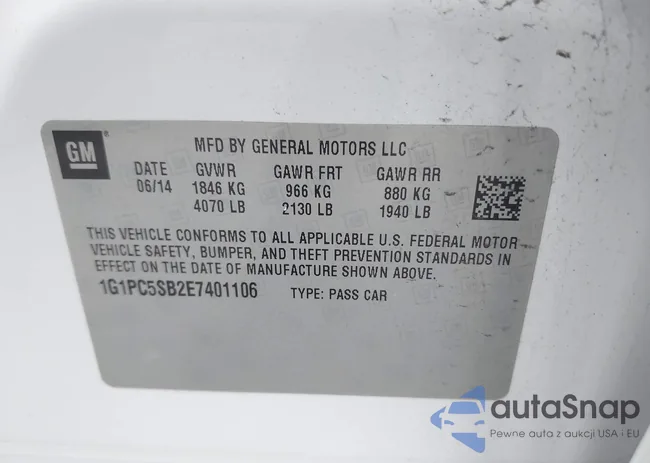 GM
MFD BY GENERAL MOTORS LLC
DATE GVWR GAWR FRT GAWR RR
06/14 1846 KG 966 KG 880 KG
4070 LB 2130 LB 1940 LB
THIS VEHICLE CONFORMS TO ALL APPLICABLE U.S. FEDERAL MOTOR
VEHICLE SAFETY, BUMPER, AND THEFT PREVENTION STANDARDS IN
EFFECT ON THE DATE OF MANUFACTURE SHOWN ABOVE.
1G1PC5SB2E7401106 TYPE: PASS CAR
autaSnap
Pewne auta z aukcji USA i EU